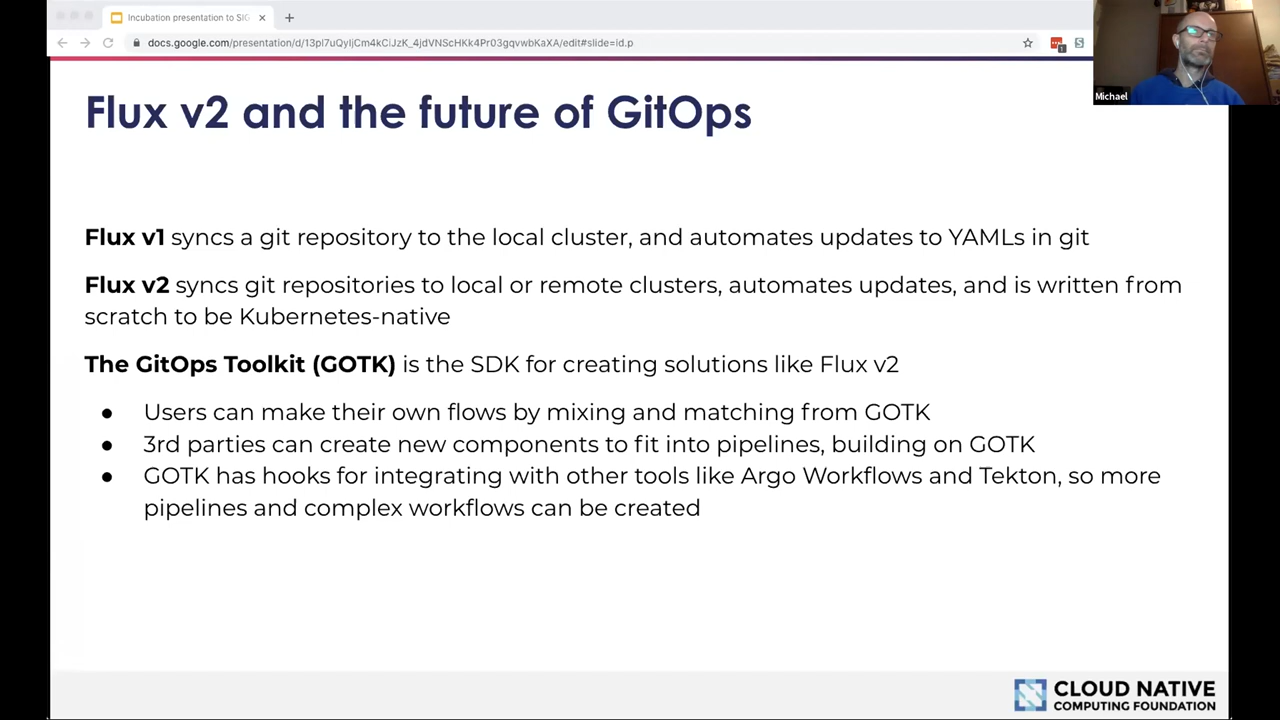 Incubation presentation to SIG
docs.google.com/presentation/d/13pl7uQyIjCm4kCiJzK_4jdVNScHKk4Pr03gqvwbKaXA/edit#slide=id.p
Michael
Flux v2 and the future of GitOps
Flux v1 syncs a git repository to the local cluster, and automates updates to YAMLs in git
Flux v2 syncs git repositories to local or remote clusters, automates updates, and is written from
scratch to be Kubernetes-native
The GitOps Toolkit (GOTK) is the SDK for creating solutions like Flux v2
● Users can make their own flows by mixing and matching from GOTK
● 3rd parties can create new components to fit into pipelines, building on GOTK
● GOTK has hooks for integrating with other tools like Argo Workflows and Tekton, so more
pipelines and complex workflows can be created
CLOUD NATIVE
COMPUTING FOUNDATION